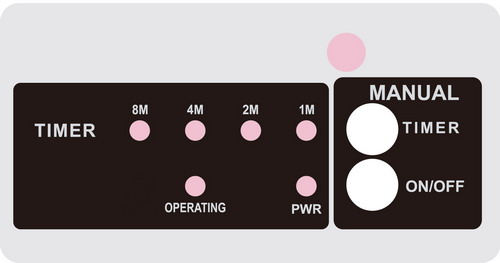 MANUAL
8M 4M 2M 1M
TIMER
TIMER
OPERATING PWR
ON/OFF